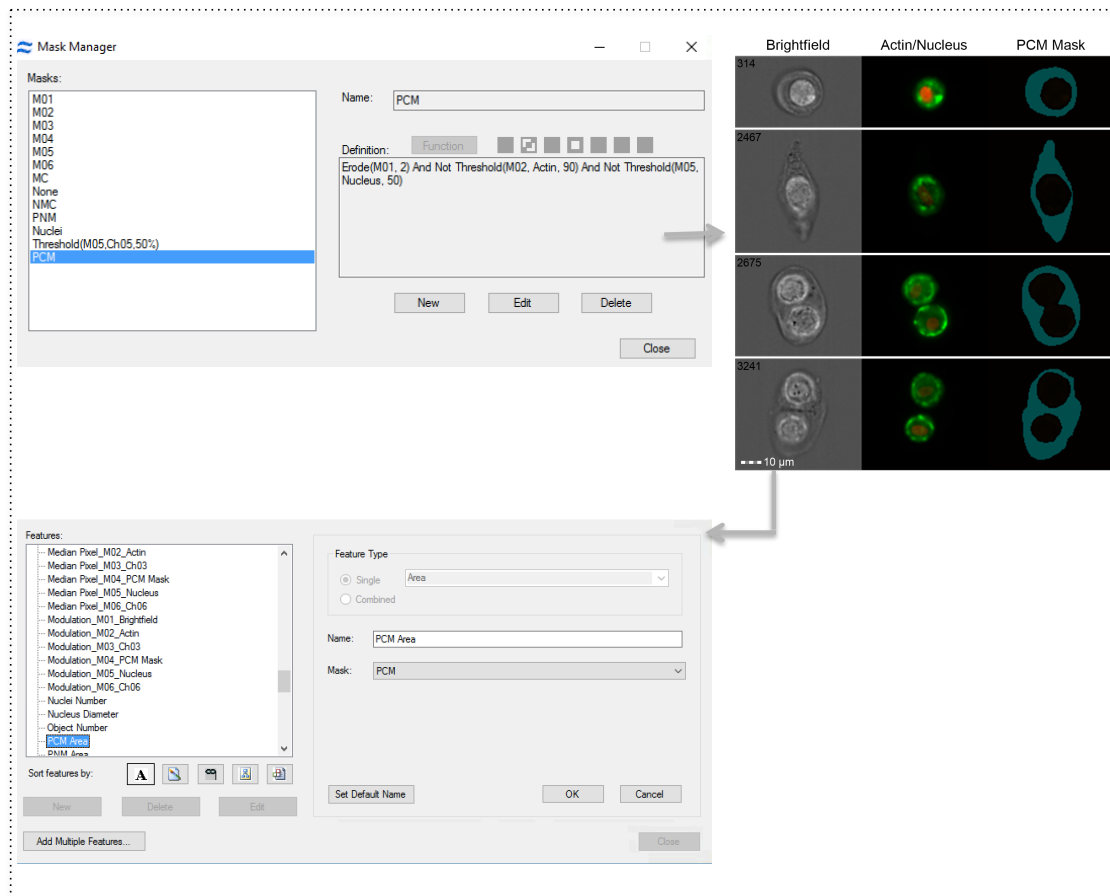 Mask Manager
Masks:
M01
M02
M03
M04
M05
M06
MC
None
NMC
PNM
Nuclei
Threshold(M05,Ch05,50%)
PCM
Name: PCM
Definition: Function
Erode(M01, 2) And Not Threshold(M02, Actin, 90) And Not Threshold(M05,
Nucleus, 50)
New Edit Delete
Close
Brightfield Actin/Nucleus PCM Mask
314
2467
2675
3241
10 μm
Features:
Median Pixel_M02_Actin
Median Pixel_M03_Ch03
Median Pixel_M04_PCM Mask
Median Pixel_M05_Nucleus
Median Pixel_M06_Ch06
Modulation_M01_Brightfield
Modulation_M02_Actin
Modulation_M03_Ch03
Modulation_M04_PCM Mask
Modulation_M05_Nucleus
Modulation_M06_Ch06
Nuclei Number
Nucleus Diameter
Object Number
PCM Area
PNM Area
Sort features by: A
New Delete Edit
Add Multiple Features...
Feature Type
Single Area
Combined
Name: PCM Area
Mask: PCM
Set Default Name OK Cancel
Close